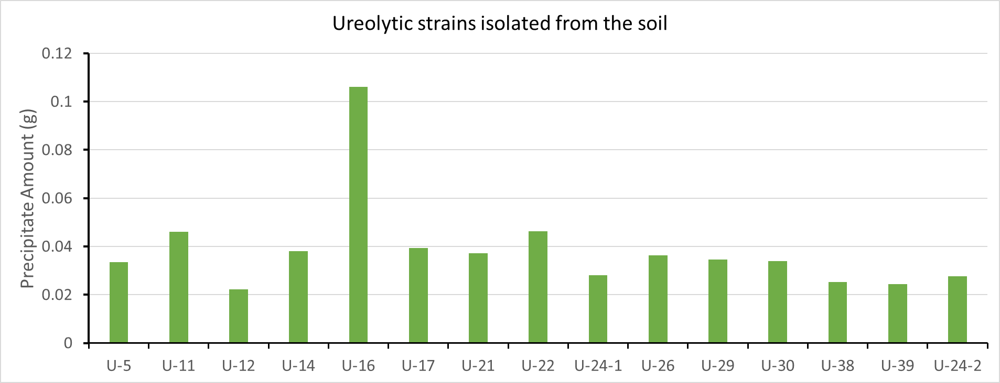 Ureolytic strains isolated from the soil
Precipitate Amount (g)
0.12
0.1
0.08
0.06
0.04
0.02
0
U-5 U-11 U-12 U-14 U-16 U-17 U-21 U-22 U-24-1 U-26 U-29 U-30 U-38 U-39 U-24-2